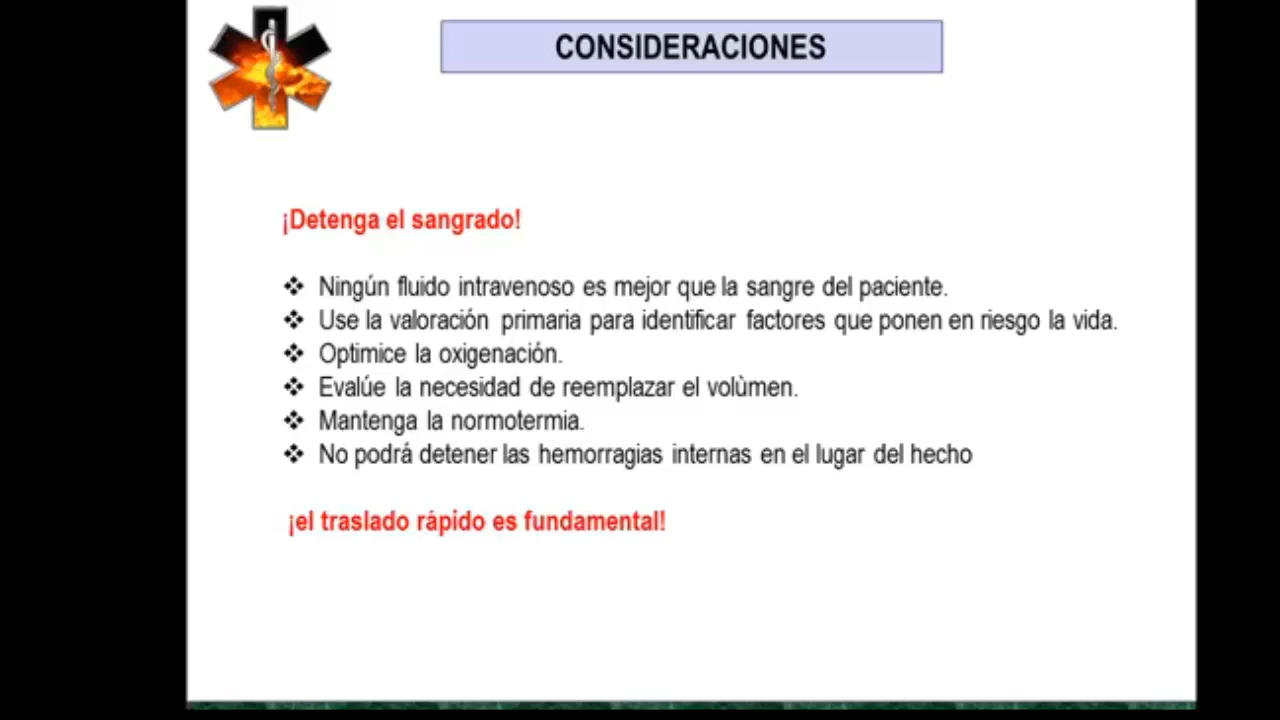 CONSIDERACIONES
¡Detenga el sangrado!
❖ Ningún fluido intravenoso es mejor que la sangre del paciente.
❖ Use la valoración primaria para identificar factores que ponen en riesgo la vida.
❖ Optimice la oxigenación.
❖ Evalúe la necesidad de reemplazar el volùmen.
❖ Mantenga la normotermia.
❖ No podrá detener las hemorragias internas en el lugar del hecho
¡el traslado rápido es fundamental!